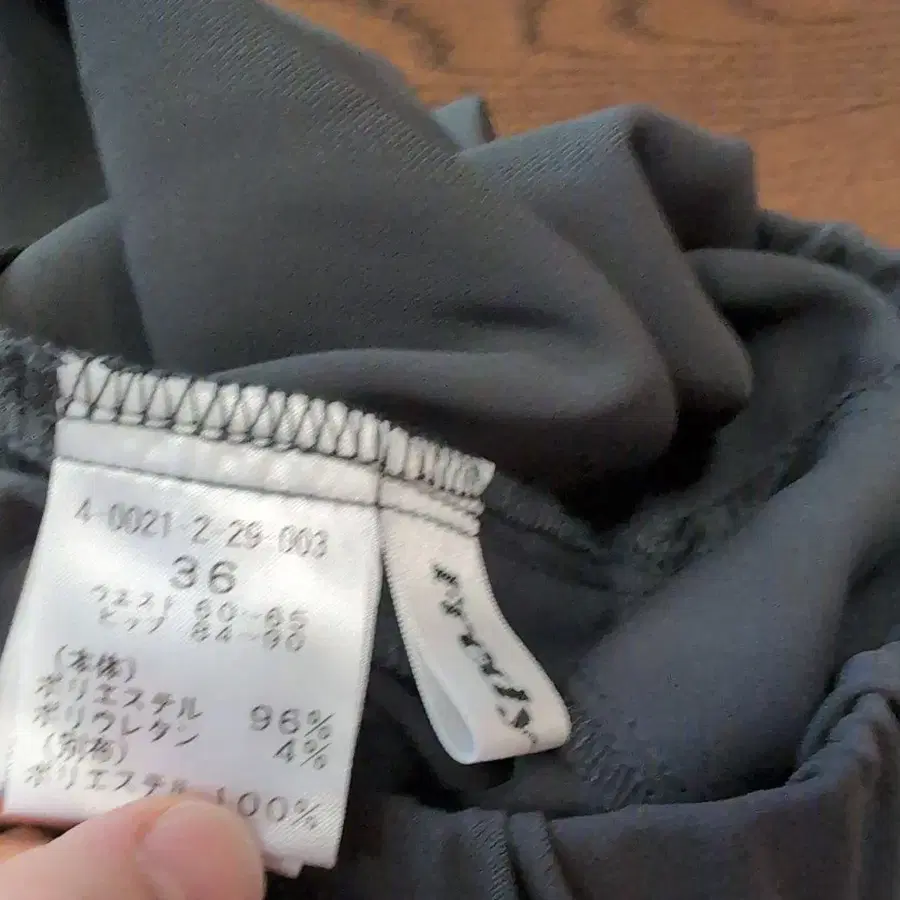 4-0021-2-29-003
36
ウエスト 60-65
ヒップ 84-90
(本体)
ポリエステル 96%
ポリウレタン 4%
(別布)
ポリエステル 100%